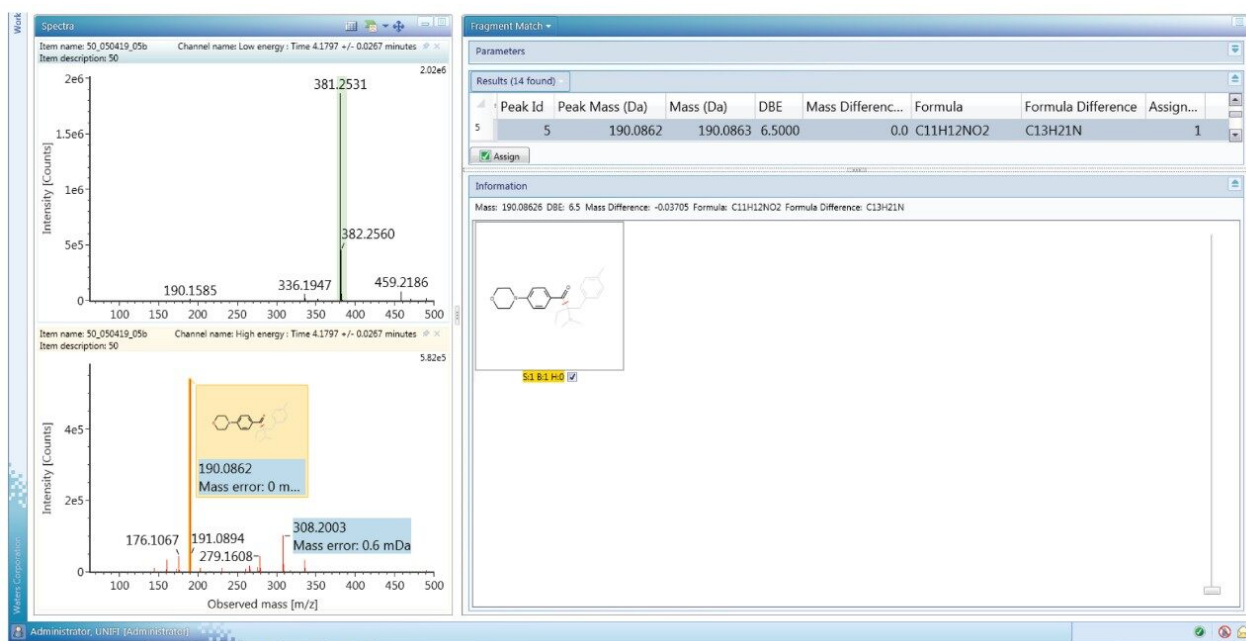 Work
Spectra
Item name: 50_050419_05b Channel name: Low energy : Time 4.1797 +/- 0.0267 minutes
Item description: 50
2.02e6
2e6
1.5e6
1e6
5e5
0
Intensity [Counts]
381.2531
382.2560
190.1585
336.1947
459.2186
100 150 200 250 300 350 400 450 500
Item name: 50_050419_05b Channel name: High energy : Time 4.1797 +/- 0.0267 minutes
Item description: 50
5.82e5
4e5
2e5
0
Intensity [Counts]
190.0862
Mass error: 0 m...
176.1067
191.0894
279.1608
308.2003
Mass error: 0.6 mDa
100 150 200 250 300 350 400 450 500
Observed mass [m/z]
Fragment Match
Parameters
Results (14 found)
Peak Id Peak Mass (Da) Mass (Da) DBE Mass Differenc... Formula Formula Difference Assign...
5 5 190.0862 190.0863 6.5000 0.0 C11H12NO2 C13H21N 1
Assign
Information
Mass: 190.08626 DBE: 6.5 Mass Difference: -0.03705 Formula: C11H12NO2 Formula Difference: C13H21N
S:1 B:1 H:0
Waters Corporation
Administrator, UNIFI [Administrator]